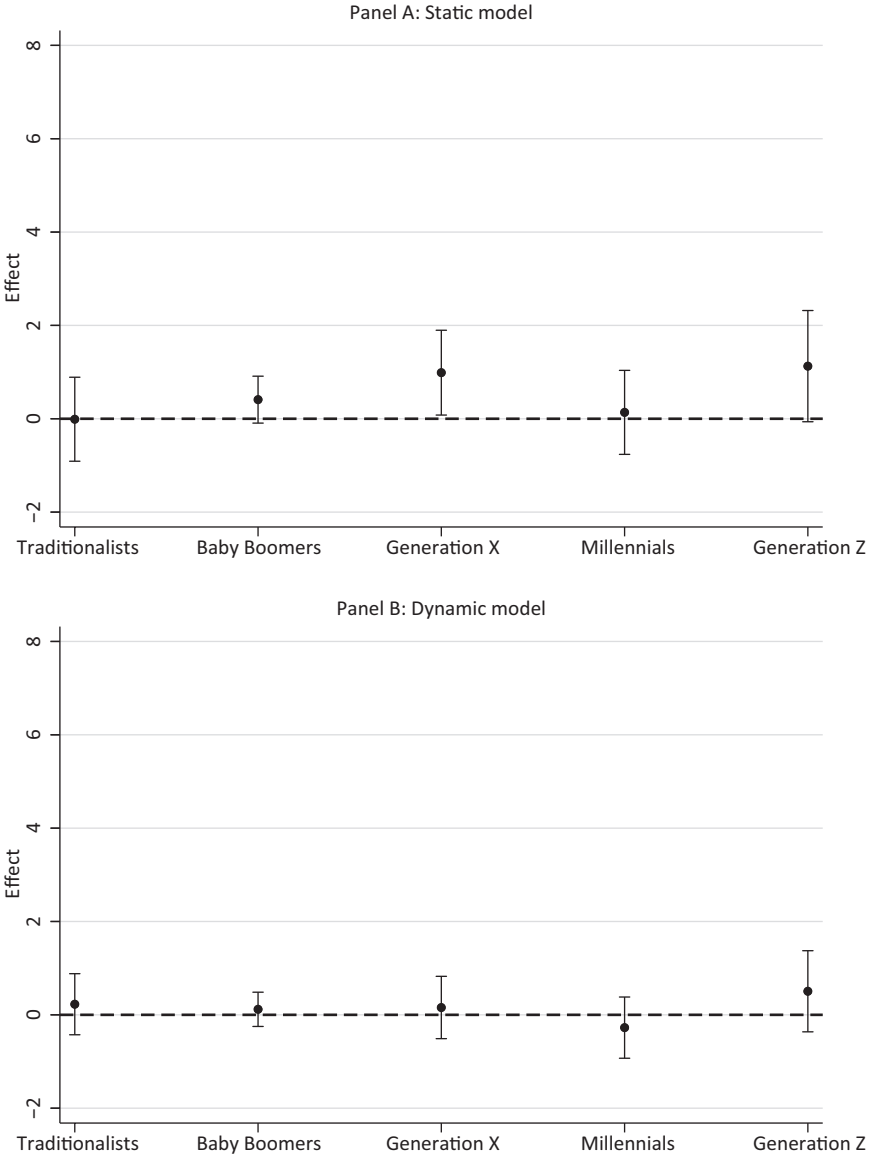 Panel A: Static model
8
6
4
2
0
−2
Effect
Traditionalists Baby Boomers Generation X Millennials Generation Z
Panel B: Dynamic model
8
6
4
2
0
−2
Effect
Traditionalists Baby Boomers Generation X Millennials Generation Z